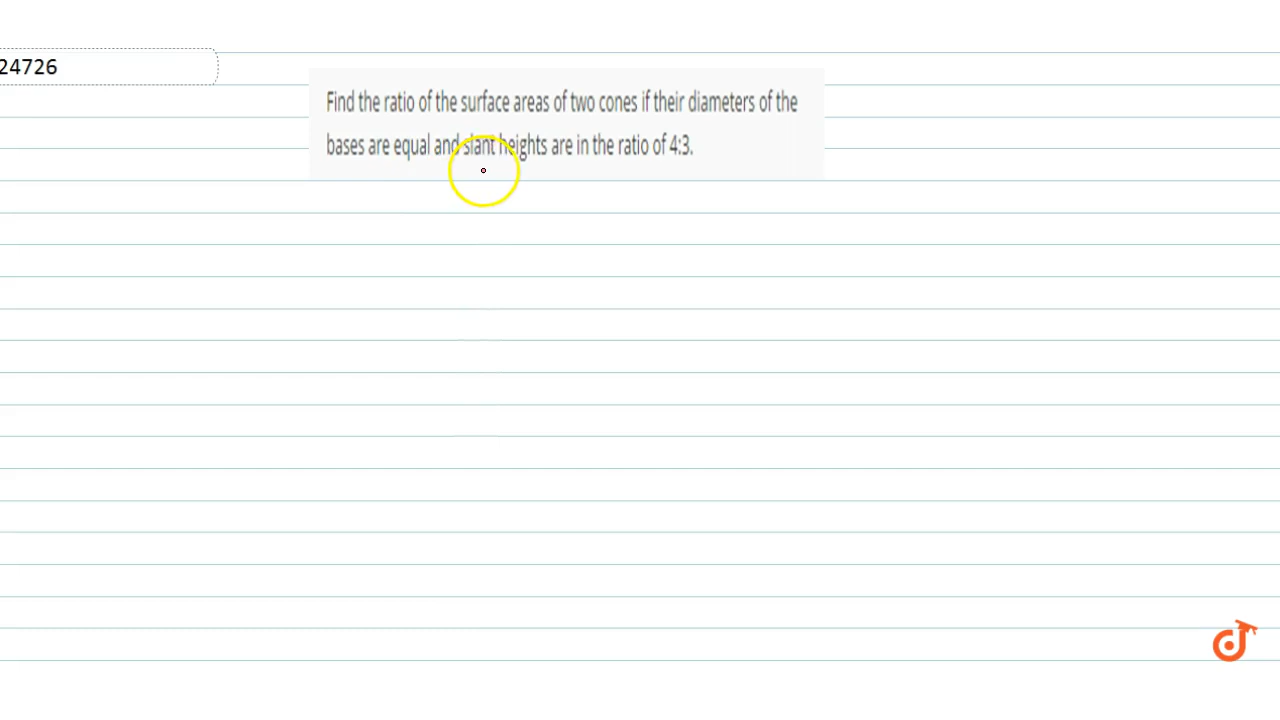 24726
Find the ratio of the surface areas of two cones if their diameters of the
bases are equal and slant heights are in the ratio of 4:3.